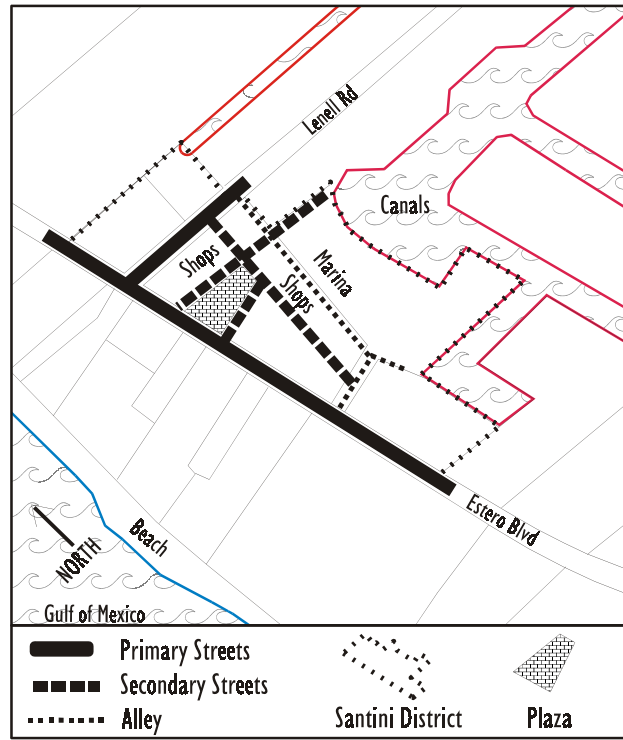 Lenell Rd
Canals
Shops
Marina
Shops
Estero Blvd
Beach
NORTH
Gulf of Mexico
Primary Streets
Secondary Streets
Alley
Santini District
Plaza